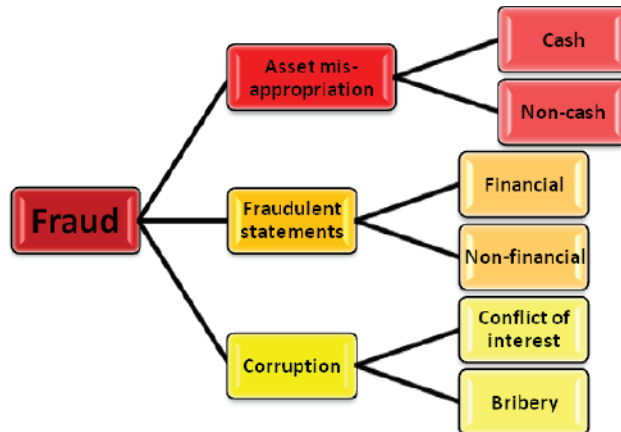 Fraud
Asset mis-
appropriation
Cash
Non-cash
Fraudulent
statements
Financial
Non-financial
Corruption
Conflict of
interest
Bribery